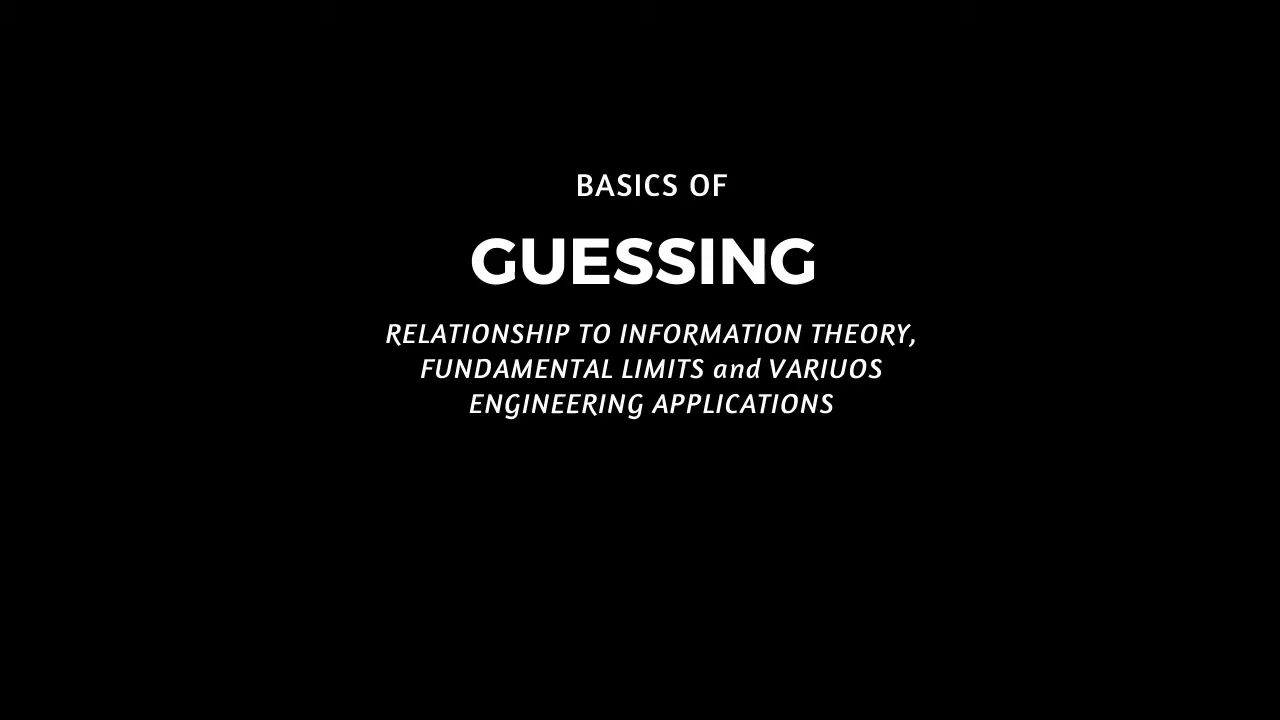 BASICS OF
GUESSING
RELATIONSHIP TO INFORMATION THEORY,
FUNDAMENTAL LIMITS and VARIUOS
ENGINEERING APPLICATIONS